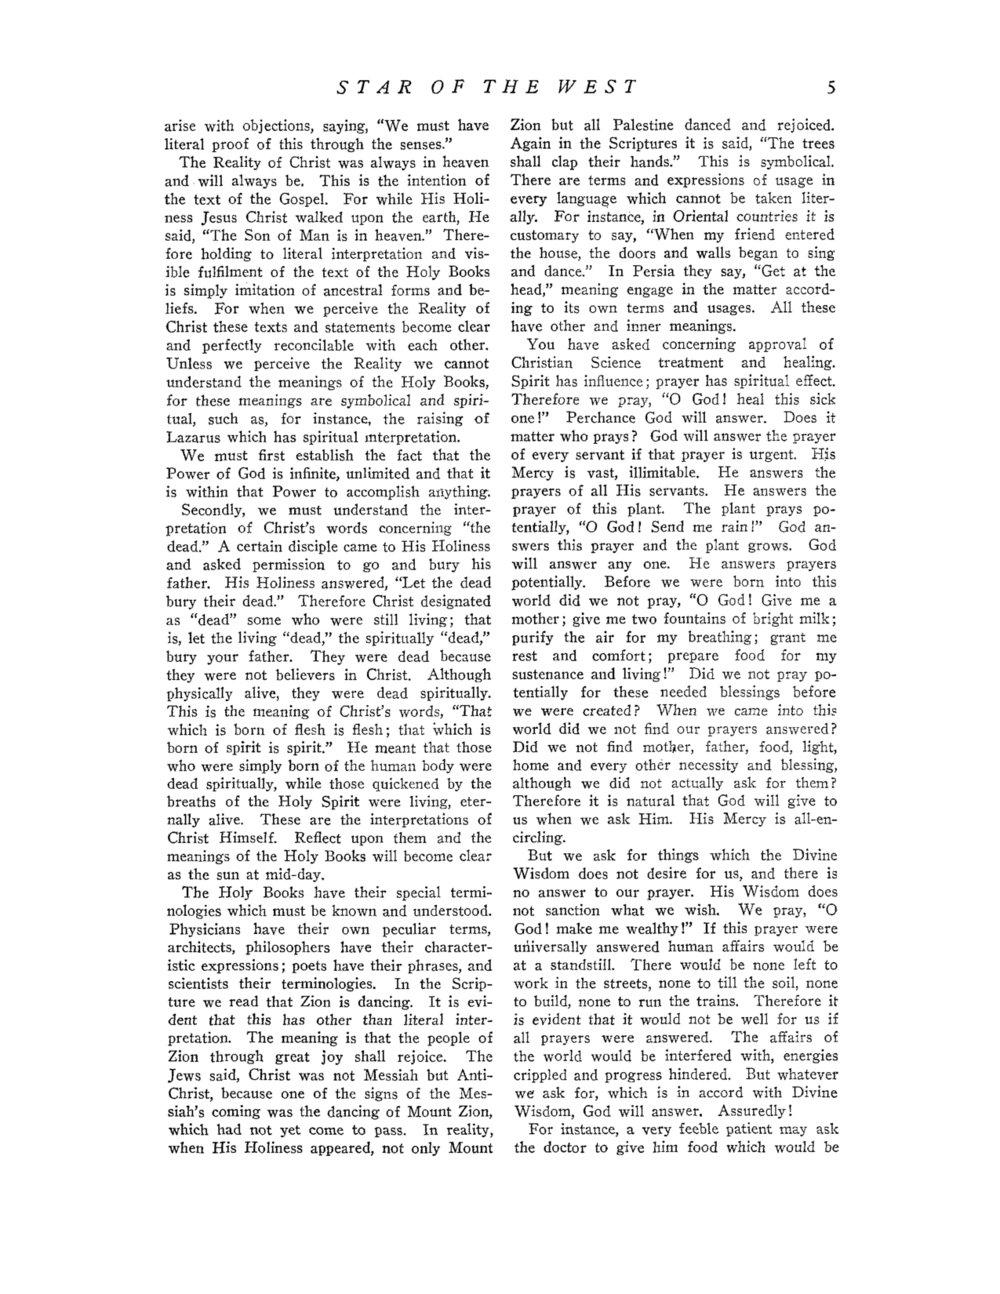 STAR OF THE WEST 5
arise with objections, saying, “We must have
literal proof of this through the senses.”
The Reality of Christ was always in heaven
and will always be. This is the intention of
the text of the Gospel. For while His Holi-
ness Jesus Christ walked upon the earth, He
said, “The Son of Man is in heaven.” There-
fore holding to literal interpretation and vis-
ible fulfilment of the text of the Holy Books
is simply imitation of ancestral forms and be-
liefs. For when we perceive the Reality of
Christ these texts and statements become clear
and perfectly reconcilable with each other.
Unless we perceive the Reality we cannot
understand the meanings of the Holy Books,
for these meanings are symbolical and spiri-
tual, such as, for instance, the raising of
Lazarus which has spiritual interpretation.
We must first establish the fact that the
Power of God is infinite, unlimited and that it
is within that Power to accomplish anything.
Secondly, we must understand the inter-
pretation of Christ’s words concerning “the
dead.” A certain disciple came to His Holiness
and asked permission to go and bury his
father. His Holiness answered, “Let the dead
bury their dead.” Therefore Christ designated
as “dead” some who were still living; that
is, let the living “dead,” the spiritually “dead,”
bury your father. They were dead because
they were not believers in Christ. Although
physically alive, they were dead spiritually.
This is the meaning of Christ’s words, “That
which is born of flesh is flesh; that which is
born of spirit is spirit.” He meant that those
who were simply born of the human body were
dead spiritually, while those quickened by the
breaths of the Holy Spirit were living, eter-
nally alive. These are the interpretations of
Christ Himself. Reflect upon them and the
meanings of the Holy Books will become clear
as the sun at mid-day.
The Holy Books have their special termi-
nologies which must be known and understood.
Physicians have their own peculiar terms,
architects, philosophers have their character-
istic expressions; poets have their phrases, and
scientists their terminologies. In the Scrip-
ture we read that Zion is dancing. It is evi-
dent that this has other than literal inter-
pretation. The meaning is that the people of
Zion through great joy shall rejoice. The
Jews said, Christ was not Messiah but Anti-
Christ, because one of the signs of the Mes-
siah’s coming was the dancing of Mount Zion,
which had not yet come to pass. In reality,
when His Holiness appeared, not only Mount
Zion but all Palestine danced and rejoiced.
Again in the Scriptures it is said, “The trees
shall clap their hands.” This is symbolical.
There are terms and expressions of usage in
every language which cannot be taken liter-
ally. For instance, in Oriental countries it is
customary to say, “When my friend entered
the house, the doors and walls began to sing
and dance.” In Persia they say, “Get at the
head,” meaning engage in the matter accord-
ing to its own terms and usages. All these
have other and inner meanings.
You have asked concerning approval of
Christian Science treatment and healing.
Spirit has influence; prayer has spiritual effect.
Therefore we pray, “O God! heal this sick
one!” Perchance God will answer. Does it
matter who prays? God will answer the prayer
of every servant if that prayer is urgent. His
Mercy is vast, illimitable. He answers the
prayers of all His servants. He answers the
prayer of this plant. The plant prays po-
tentially, “O God! Send me rain!” God an-
swers this prayer and the plant grows. God
will answer any one. He answers prayers
potentially. Before we were born into this
world did we not pray, “O God! Give me a
mother; give me two fountains of bright milk;
purify the air for my breathing; grant me
rest and comfort; prepare food for my
sustenance and living!” Did we not pray po-
tentially for these needed blessings before
we were created? When we came into this
world did we not find our prayers answered?
Did we not find mother, father, food, light,
home and every other necessity and blessing,
although we did not actually ask for them?
Therefore it is natural that God will give to
us when we ask Him. His Mercy is all-en-
circling.
But we ask for things which the Divine
Wisdom does not desire for us, and there is
no answer to our prayer. His Wisdom does
not sanction what we wish. We pray, “O
God! make me wealthy!” If this prayer were
universally answered human affairs would be
at a standstill. There would be none left to
work in the streets, none to till the soil, none
to build, none to run the trains. Therefore it
is evident that it would not be well for us if
all prayers were answered. The affairs of
the world would be interfered with, energies
crippled and progress hindered. But whatever
we ask for, which is in accord with Divine
Wisdom, God will answer. Assuredly!
For instance, a very feeble patient may ask
the doctor to give him food which would be